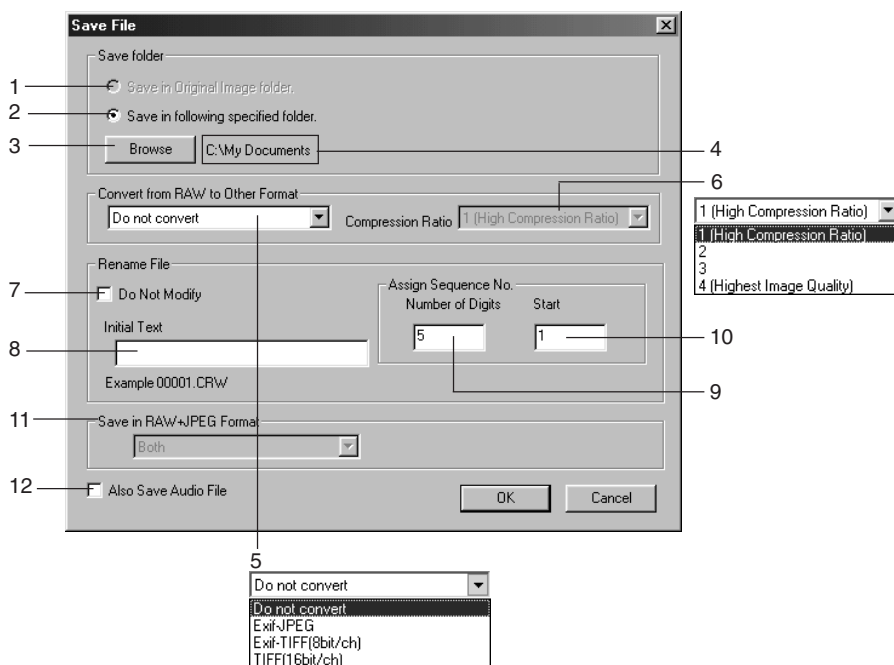 Save File
Save folder
1
Save in Original Image folder.
2
Save in following specified folder.
3
Browse
C:\My Documents
4
6
Convert from RAW to Other Format
Do not convert
Compression Ratio
1 (High Compression Ratio)
1 (High Compression Ratio)
1 (High Compression Ratio)
2
3
4 (Highest Image Quality)
Rename File
7
Do Not Modify
Assign Sequence No.
Number of Digits
Start
5
1
10
9
Initial Text
8
Example 00001.CRW
11
Save in RAW+JPEG Format
Both
12
Also Save Audio File
OK
Cancel
5
Do not convert
Do not convert
Exif-JPEG
Exif-TIFF(8bit/ch)
TIFF(16bit/ch)